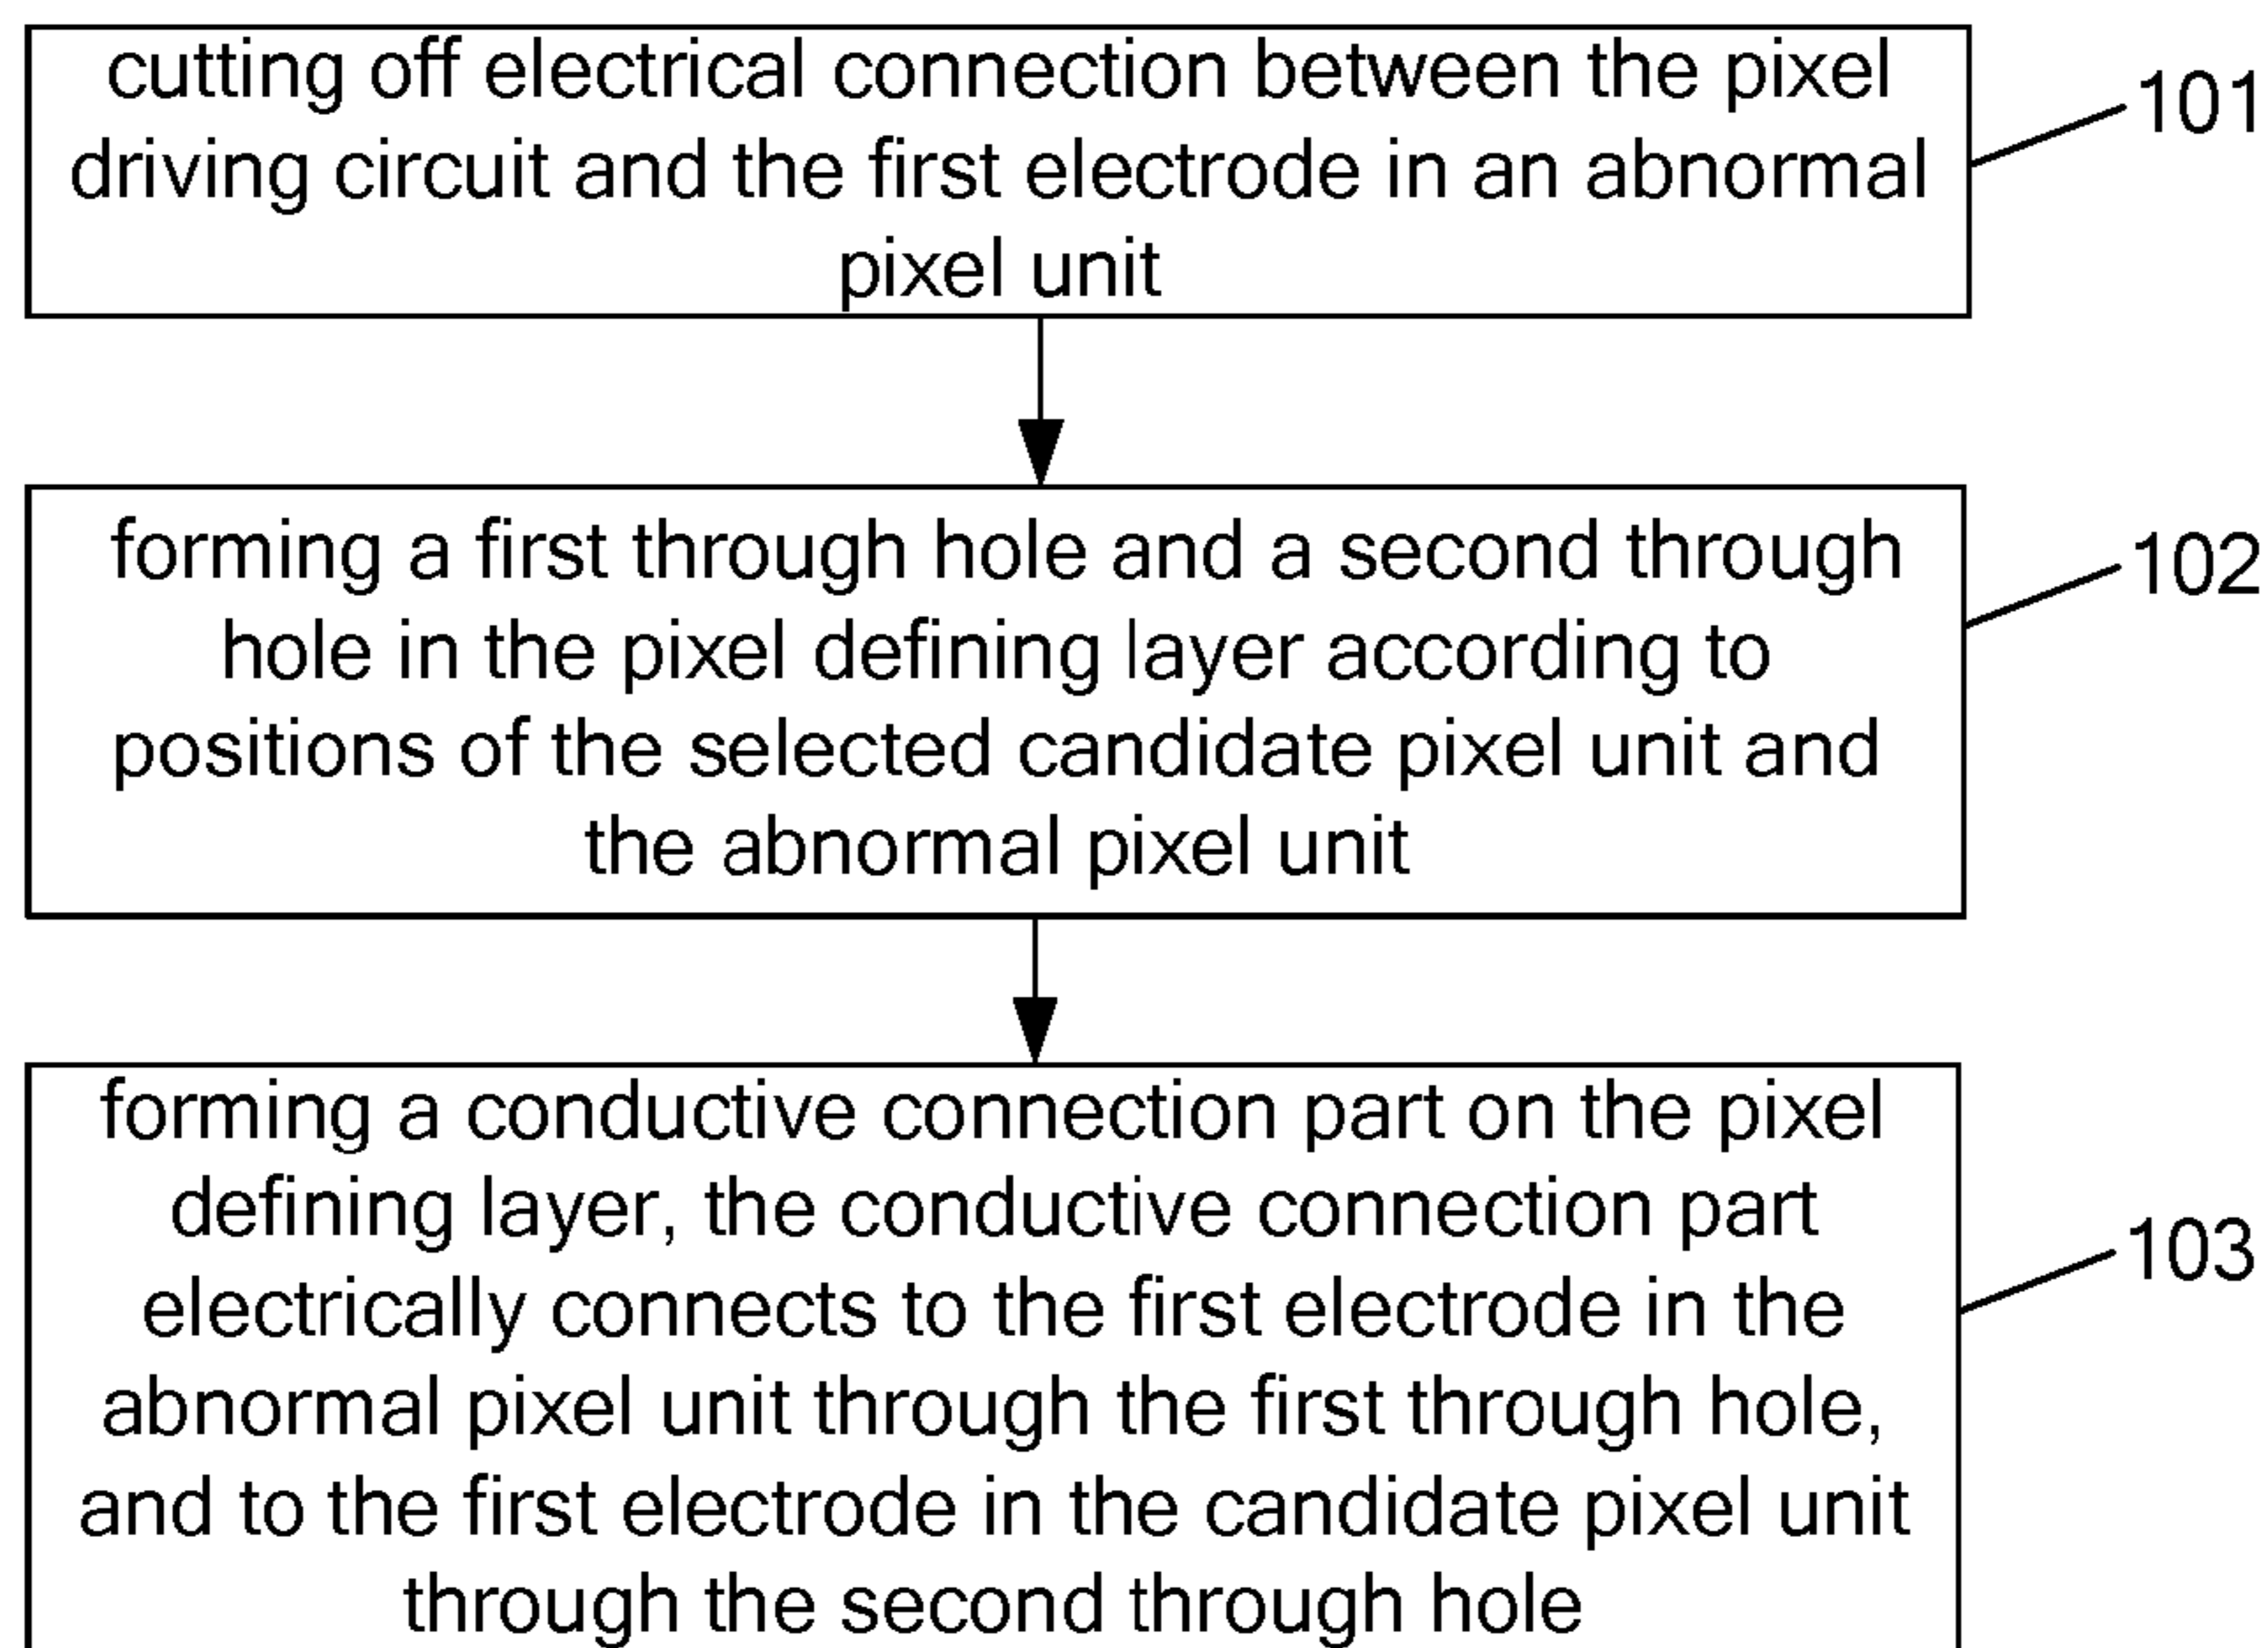 cutting off electrical connection between the pixel
driving circuit and the first electrode in an abnormal
pixel unit
101
forming a first through hole and a second through
hole in the pixel defining layer according to
positions of the selected candidate pixel unit and
the abnormal pixel unit
102
forming a conductive connection part on the pixel
defining layer, the conductive connection part
electrically connects to the first electrode in the
abnormal pixel unit through the first through hole,
and to the first electrode in the candidate pixel unit
through the second through hole
103